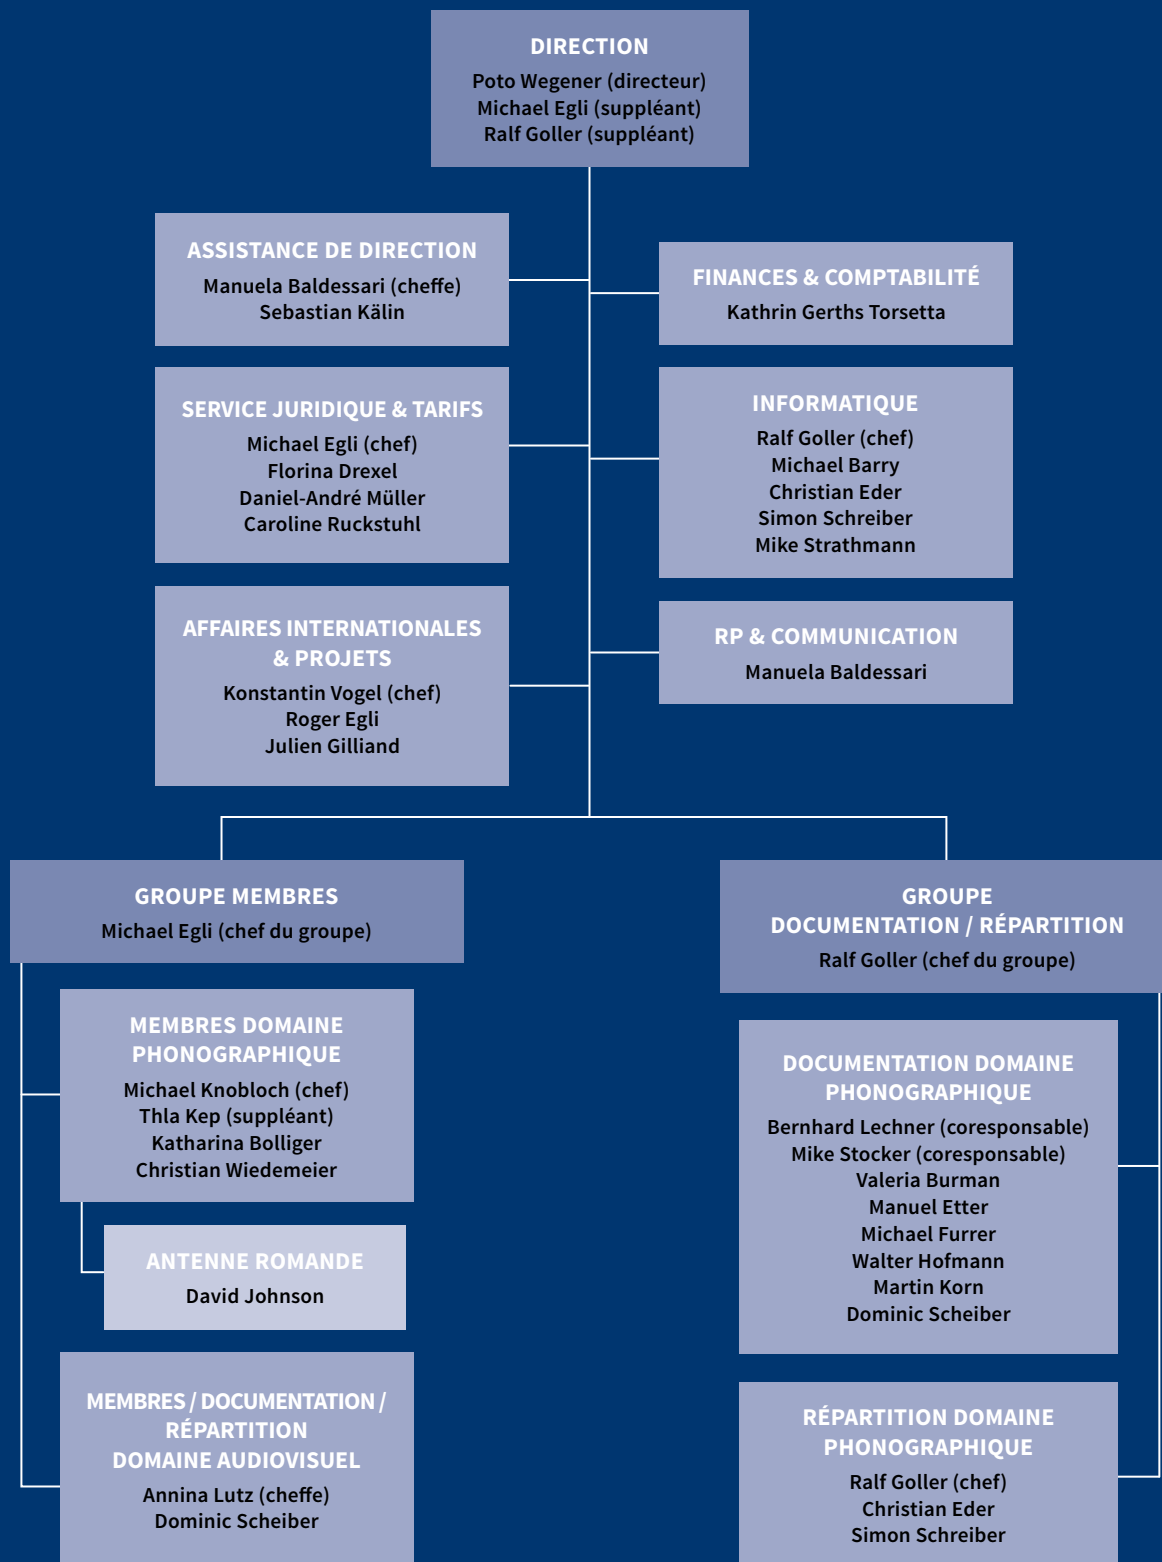 DIRECTION
Poto Wegener (directeur)
Michael Egli (suppléant)
Ralf Goller (suppléant)
ASSISTANCE DE DIRECTION
Manuela Baldessari (cheffe)
Sebastian Kälin
FINANCES & COMPTABILITÉ
Kathrin Gerths Torsetta
SERVICE JURIDIQUE & TARIFS
Michael Egli (chef)
Florina Drexel
Daniel-André Müller
Caroline Ruckstuhl
INFORMATIQUE
Ralf Goller (chef)
Michael Barry
Christian Eder
Simon Schreiber
Mike Strathmann
AFFAIRES INTERNATIONALES
& PROJETS
Konstantin Vogel (chef)
Roger Egli
Julien Gilliand
RP & COMMUNICATION
Manuela Baldessari
GROUPE MEMBRES
Michael Egli (chef du groupe)
GROUPE
DOCUMENTATION / RÉPARTITION
Ralf Goller (chef du groupe)
MEMBRES DOMAINE
PHONOGRAPHIQUE
Michael Knobloch (chef)
Thla Kep (suppléant)
Katharina Bolliger
Christian Wiedemeier
ANTENNE ROMANDE
David Johnson
MEMBRES / DOCUMENTATION /
RÉPARTITION
DOMAINE AUDIOVISUEL
Annina Lutz (cheffe)
Dominic Scheiber
DOCUMENTATION DOMAINE
PHONOGRAPHIQUE
Bernhard Lechner (coresponsable)
Mike Stocker (coresponsable)
Valeria Burman
Manuel Etter
Michael Furrer
Walter Hofmann
Martin Korn
Dominic Scheiber
RÉPARTITION DOMAINE
PHONOGRAPHIQUE
Ralf Goller (chef)
Christian Eder
Simon Schreiber